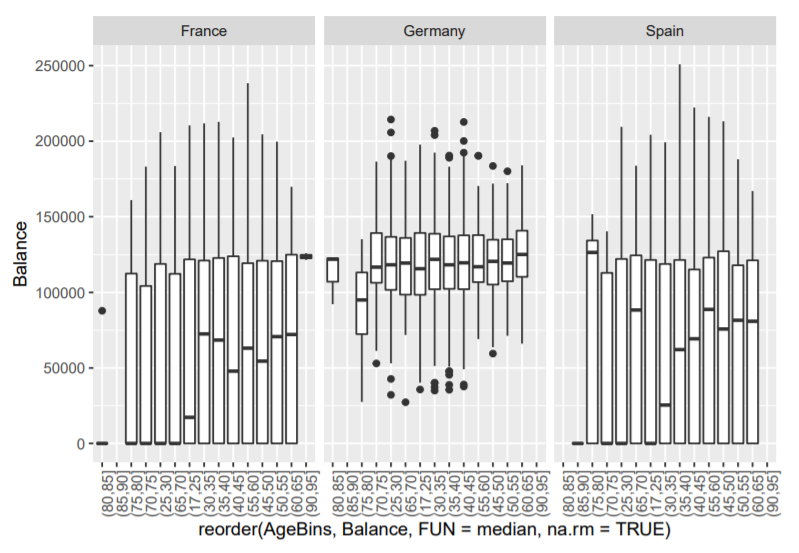 France Germany Spain
250000
200000
150000
100000
50000
0
Balance
(80,85] (85,90] (75,80] (70,75] (25,30] (65,70] (17,25] (30,35] (35,40] (40,45] (55,60] (45,50] (50,55] (60,65] (90,95]
(80,85] (85,90] (75,80] (70,75] (25,30] (65,70] (17,25] (30,35] (35,40] (40,45] (55,60] (45,50] (50,55] (60,65] (90,95]
(80,85] (85,90] (75,80] (70,75] (25,30] (65,70] (17,25] (30,35] (35,40] (40,45] (55,60] (45,50] (50,55] (60,65] (90,95]
reorder(AgeBins, Balance, FUN = median, na.rm = TRUE)